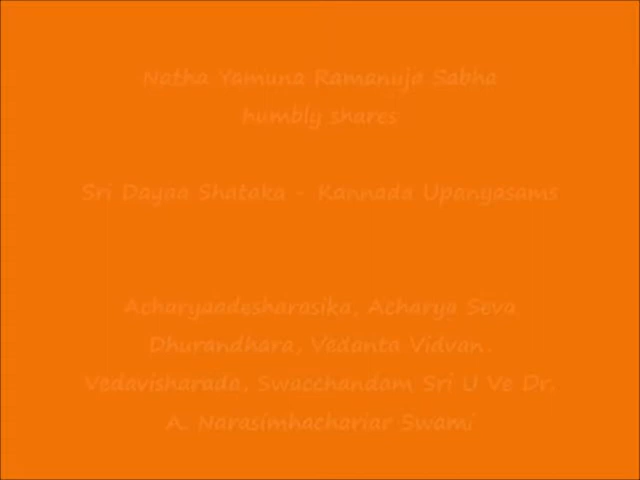 Natha Yamuna Ramanuja Sabha
humbly shares
Sri Dayaa Shataka - Kannada Upanyasams
Acharyaadesharasika, Acharya Seva
Dhurandhara, Vedanta Vidvan.
Vedavisharada, Swacchandam Sri U Ve Dr.
A. Narasimhachariar Swami